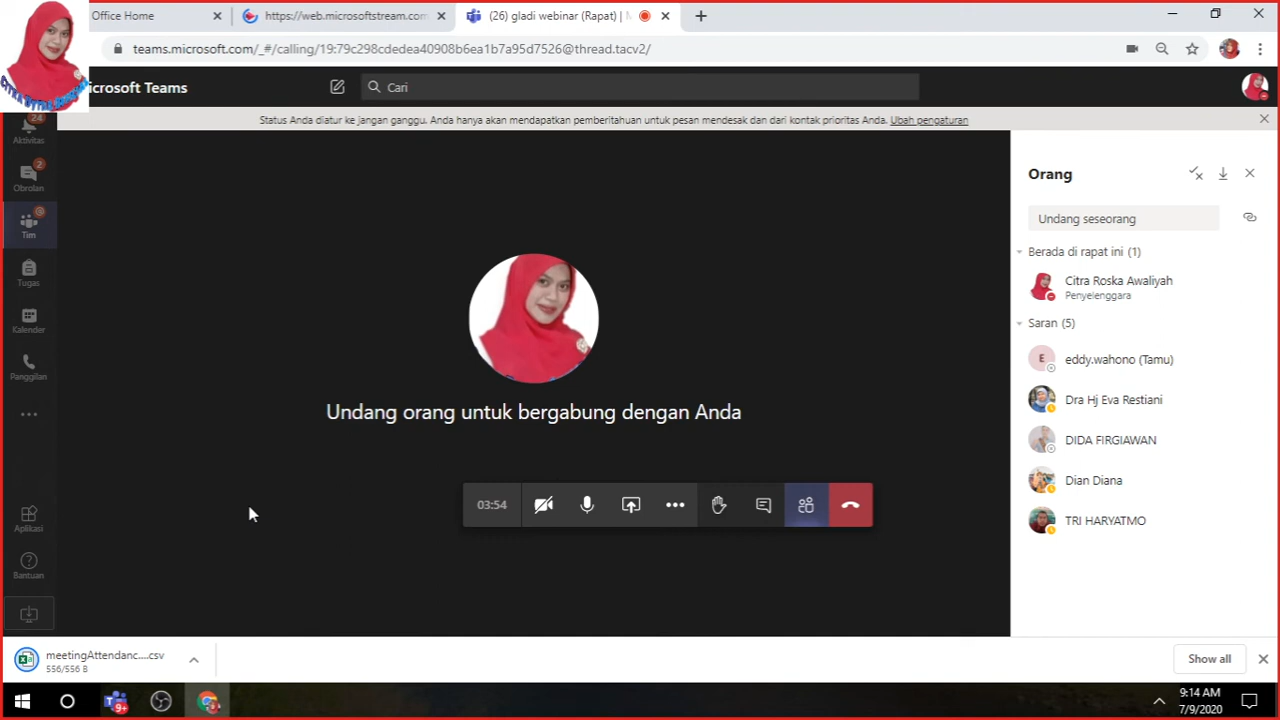 Office Home
https://web.microsoftstream.com
(26) gladi webinar (Rapat) | M
teams.microsoft.com/_#/calling/19:79c298cdedea40908b6ea1b7a95d7526@thread.tacv2/
icrosoft Teams
Cari
Status Anda diatur ke jangan ganggu. Anda hanya akan mendapatkan pemberitahuan untuk pesan mendesak dan dari kontak prioritas Anda. Ubah pengaturan
24
Aktivitas
2
Obrolan
Tim
Tugas
Kalender
Panggilan
Aplikasi
Bantuan
Undang orang untuk bergabung dengan Anda
03:54
Orang
Undang seseorang
Berada di rapat ini (1)
Citra Roska Awaliyah
Penyelenggara
Saran (5)
E
eddy.wahono (Tamu)
Dra Hj Eva Restiani
DIDA FIRGIAWAN
Dian Diana
TRI HARYATMO
meetingAttendanc....csv
556/556 B
Show all
9+
9:14 AM
7/9/2020